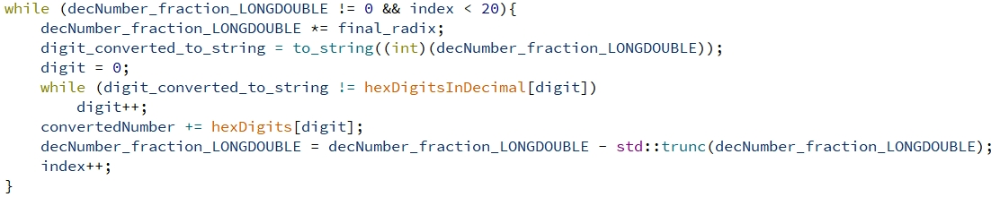 while (decNumber_fraction_LONGDOUBLE != 0 && index < 20){
    decNumber_fraction_LONGDOUBLE *= final_radix;
    digit_converted_to_string = to_string((int)(decNumber_fraction_LONGDOUBLE));
    digit = 0;
    while (digit_converted_to_string != hexDigitsInDecimal[digit])
        digit++;
    convertedNumber += hexDigits[digit];
    decNumber_fraction_LONGDOUBLE = decNumber_fraction_LONGDOUBLE - std::trunc(decNumber_fraction_LONGDOUBLE);
    index++;
}